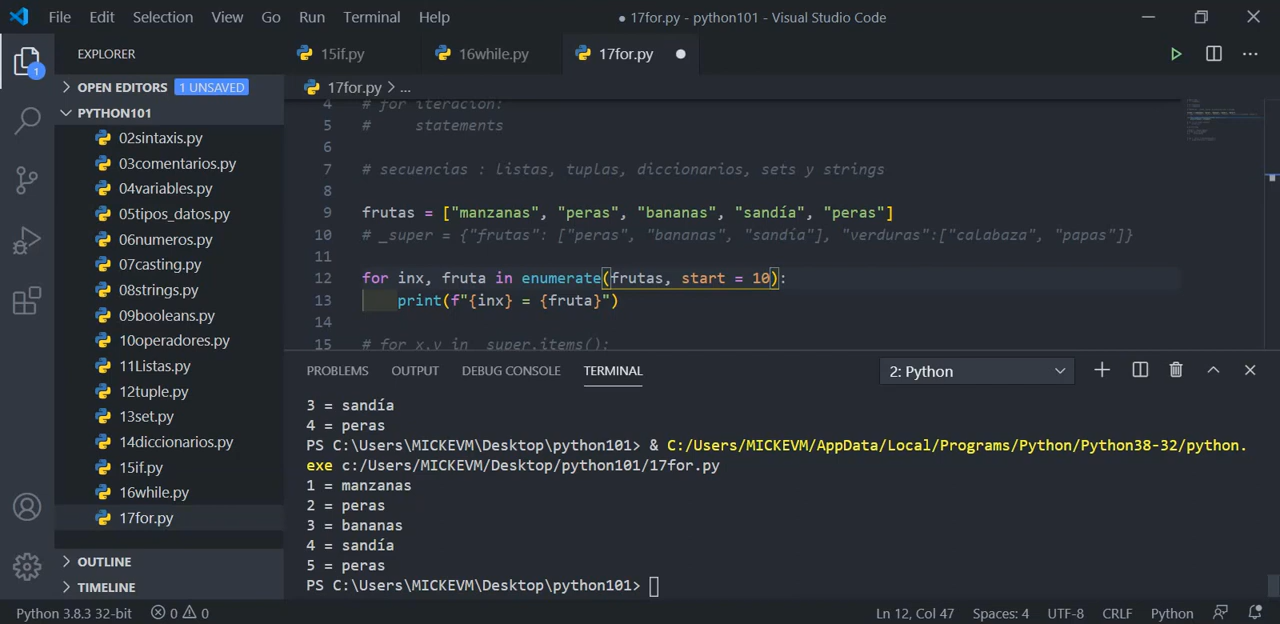 File Edit Selection View Go Run Terminal Help ● 17for.py - python101 - Visual Studio Code
EXPLORER
15if.py 16while.py 17for.py
OPEN EDITORS 1 UNSAVED
PYTHON101
02sintaxis.py
03comentarios.py
04variables.py
05tipos_datos.py
06numeros.py
07casting.py
08strings.py
09booleans.py
10operadores.py
11Listas.py
12tuple.py
13set.py
14diccionarios.py
15if.py
16while.py
17for.py
OUTLINE
TIMELINE
1
17for.py > ...
4 # for iteracion:
5 # statements
6
7 # secuencias : listas, tuplas, diccionarios, sets y strings
8
9 frutas = ["manzanas", "peras", "bananas", "sandía", "peras"]
10 # _super = {"frutas": ["peras", "bananas", "sandía"], "verduras":["calabaza", "papas"]}
11
12 for inx, fruta in enumerate(frutas, start = 10):
13 print(f"{inx} = {fruta}")
14
15 # for x,y in _super.items():
PROBLEMS OUTPUT DEBUG CONSOLE TERMINAL 2: Python
3 = sandía
4 = peras
PS C:\Users\MICKEVM\Desktop\python101> & C:/Users/MICKEVM/AppData/Local/Programs/Python/Python38-32/python.
exe c:/Users/MICKEVM/Desktop/python101/17for.py
1 = manzanas
2 = peras
3 = bananas
4 = sandía
5 = peras
PS C:\Users\MICKEVM\Desktop\python101>
Python 3.8.3 32-bit 0 0 Ln 12, Col 47 Spaces: 4 UTF-8 CRLF Python